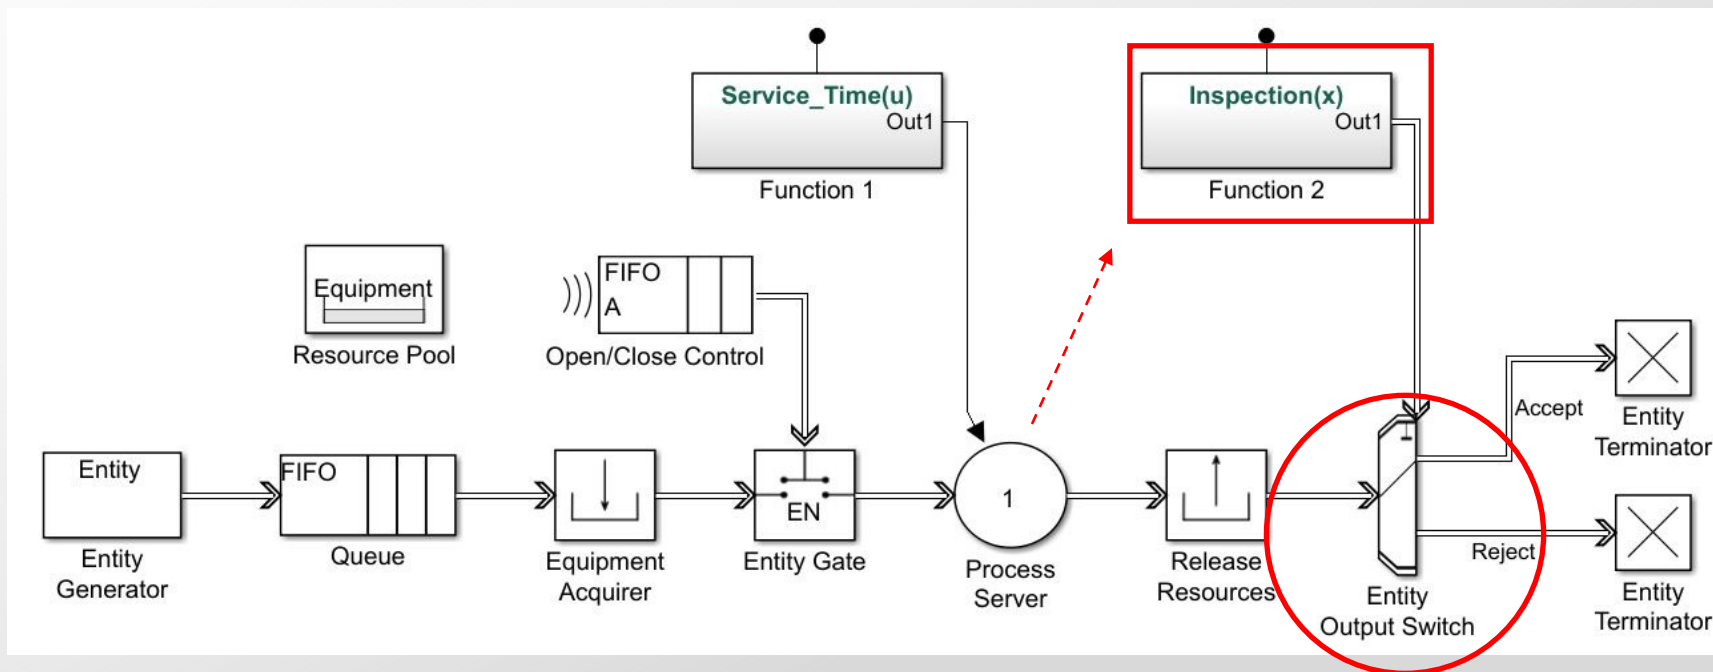 Service_Time(u)
Out1
Function 1
Inspection(x)
Out1
Function 2
Equipment
Resource Pool
FIFO
A
Open/Close Control
Entity
Entity
Generator
FIFO
Queue
Equipment
Acquirer
EN
Entity Gate
1
Process
Server
Release
Resources
Entity
Output Switch
Accept
Reject
Entity
Terminator
Entity
Terminator